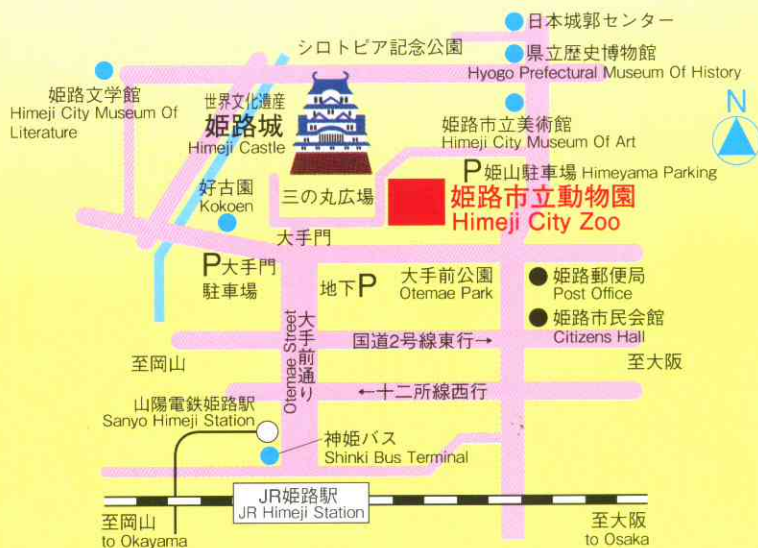 日本城郭センター
シロトピア記念公園
県立歴史博物館
Hyogo Prefectural Museum Of History
姫路文学館
Himeji City Museum Of
Literature
世界文化遺産
姫路城
Himeji Castle
姫路市立美術館
Himeji City Museum Of Art
N
P姫山駐車場 Himeyama Parking
好古園
Kokoen
三の丸広場
姫路市立動物園
Himeji City Zoo
大手門
P大手門
駐車場
地下P
大手前公園
Otemae Park
姫路郵便局
Post Office
姫路市民会館
Citizens Hall
大手前通り
Otemae Street
国道2号線東行→
至岡山
至大阪
←十二所線西行
山陽電鉄姫路駅
Sanyo Himeji Station
神姫バス
Shinki Bus Terminal
JR姫路駅
JR Himeji Station
至岡山
to Okayama
至大阪
to Osaka